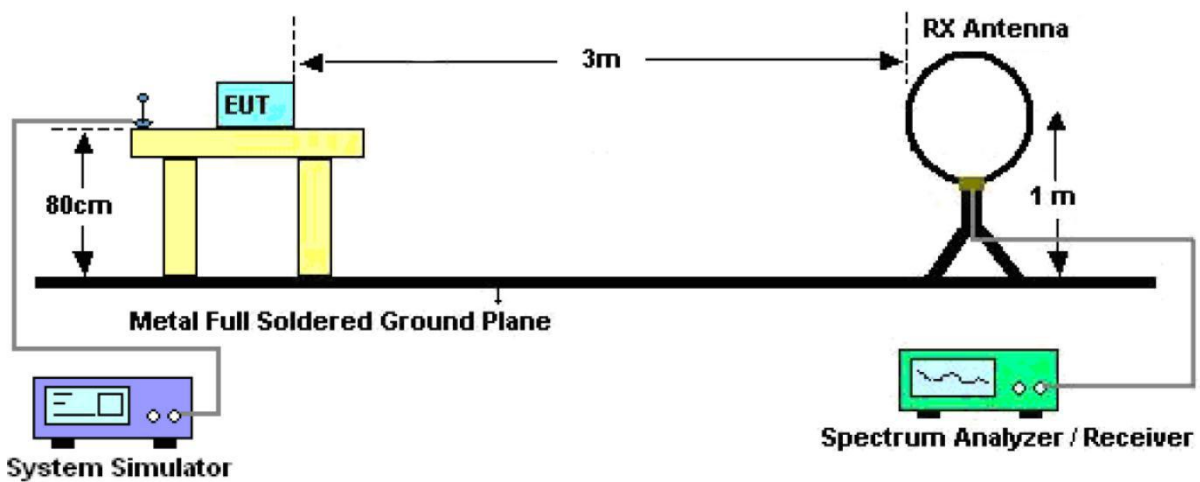 RX Antenna
3m
EUT
80cm
1 m
Metal Full Soldered Ground Plane
System Simulator
Spectrum Analyzer / Receiver